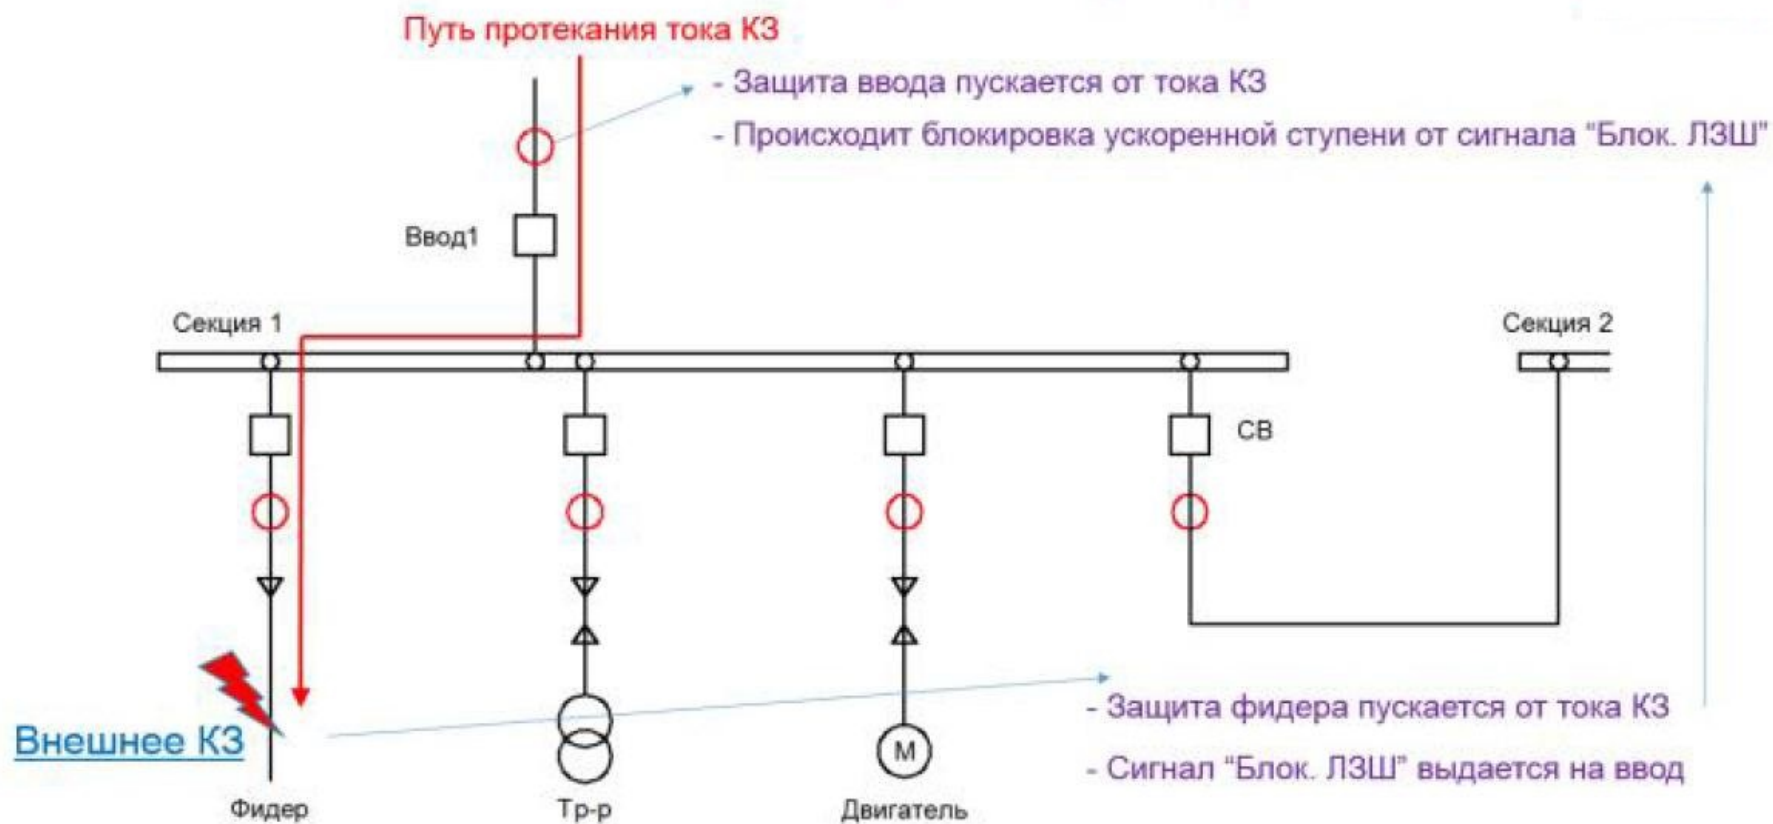 Путь протекания тока КЗ
- Защита ввода пускается от тока КЗ
- Происходит блокировка ускоренной ступени от сигнала “Блок. ЛЗШ”
Ввод1
Секция 1
Секция 2
СВ
Внешнее КЗ
- Защита фидера пускается от тока КЗ
- Сигнал “Блок. ЛЗШ” выдается на ввод
М
Фидер
Тр-р
Двигатель